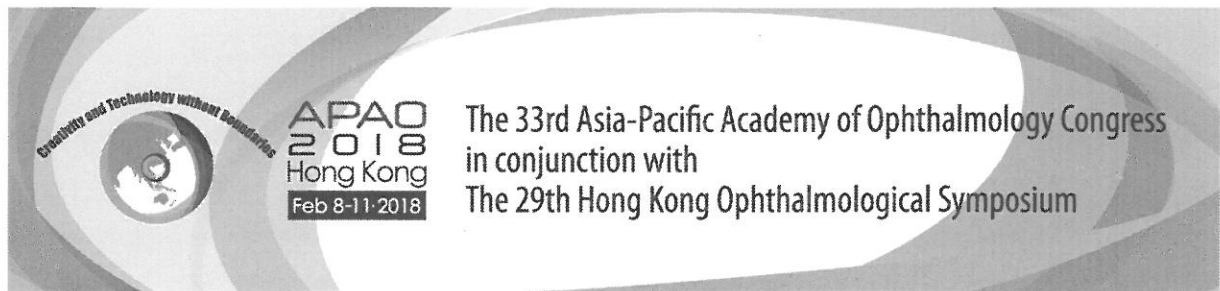 Creativity and Technology without Boundaries
APAO
2018
Hong Kong
Feb 8-11·2018
The 33rd Asia-Pacific Academy of Ophthalmology Congress
in conjunction with
The 29th Hong Kong Ophthalmological Symposium